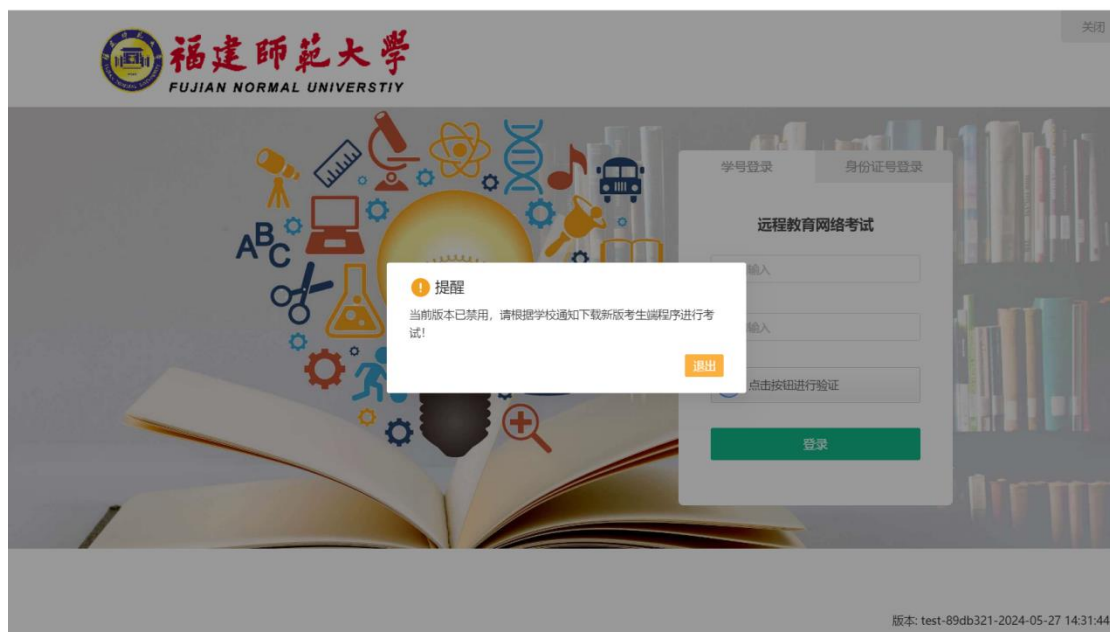 关闭
福建師範大學
FUJIAN NORMAL UNIVERSTIY
学号登录
身份证号登录
远程教育网络考试
ABC
输入
提醒
当前版本已禁用，请根据学校通知下载新版考生端程序进行考
试！
输入
退出
点击按钮进行验证
登录
版本: test-89db321-2024-05-27 14:31:44